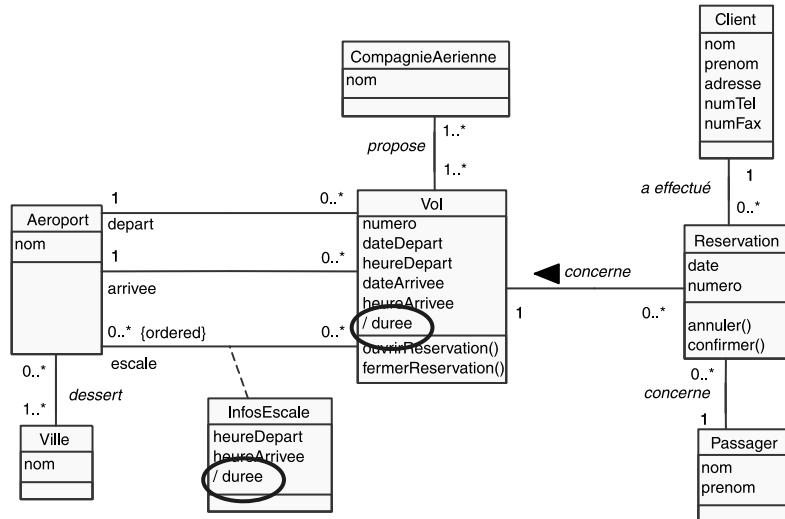 Client
nom
prenom
adresse
numTel
numFax
CompagnieAerienne
nom
1..*
propose
1..*
1
a effectué
0..*
Aeroport
nom
1
0..*
depart
1
0..*
arrivee
0..* {ordered}
0..*
escale
Vol
numero
dateDepart
heureDepart
dateArrivee
heureArrivee
/ duree
ouvrirReservation()
fermerReservation()
concerne
1
0..*
Reservation
date
numero
annuler()
confirmer()
0..*
dessert
1..*
Ville
nom
InfosEscale
heureDepart
heureArrivee
/ duree
0..*
concerne
1
Passager
nom
prenom